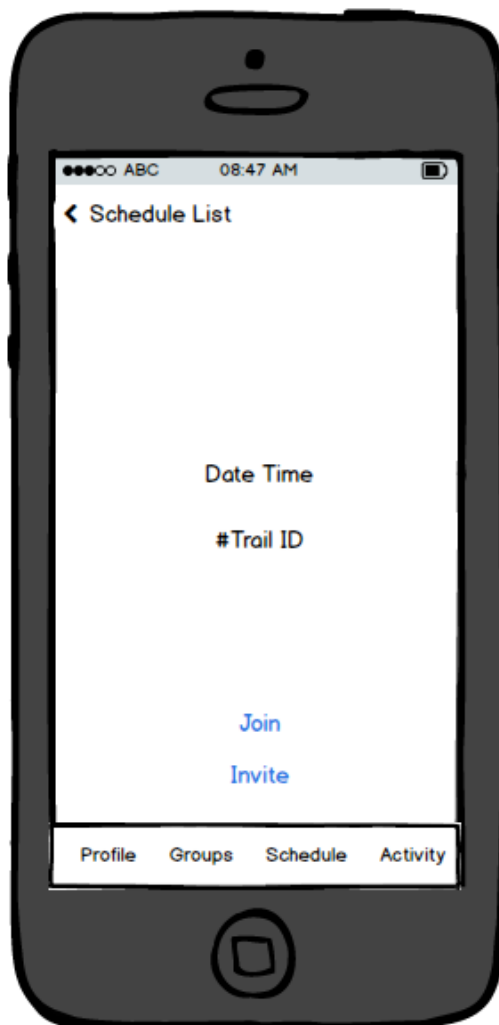 ABC 08:47 AM
Schedule List
Date Time
#Trail ID
Join
Invite
Profile Groups Schedule Activity